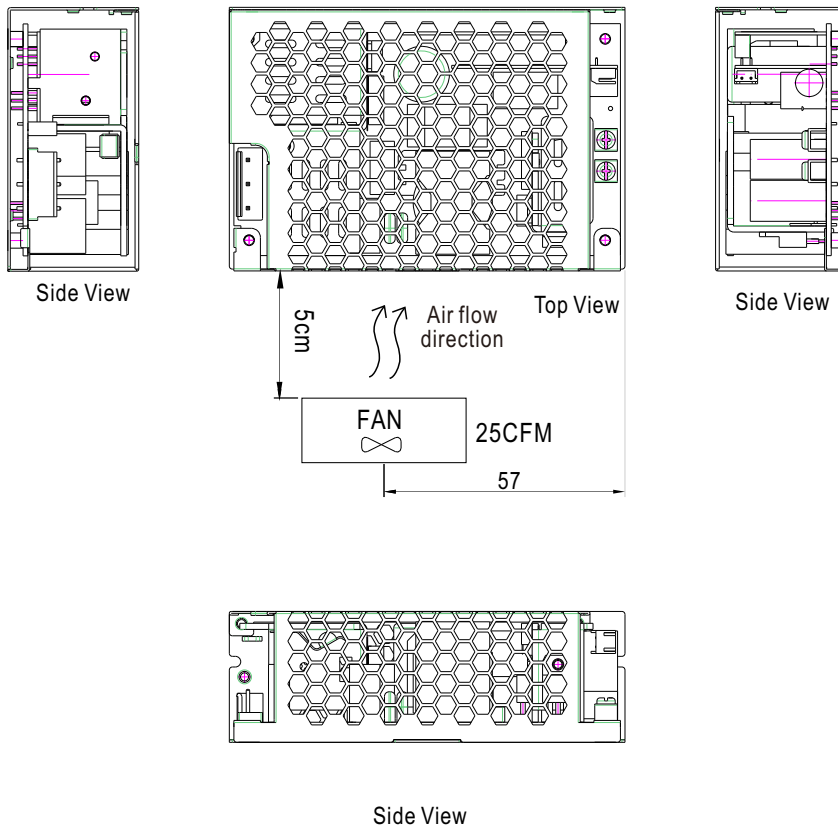 Side View
Top View
Side View
5cm
Air flow
direction
FAN
25CFM
57
Side View